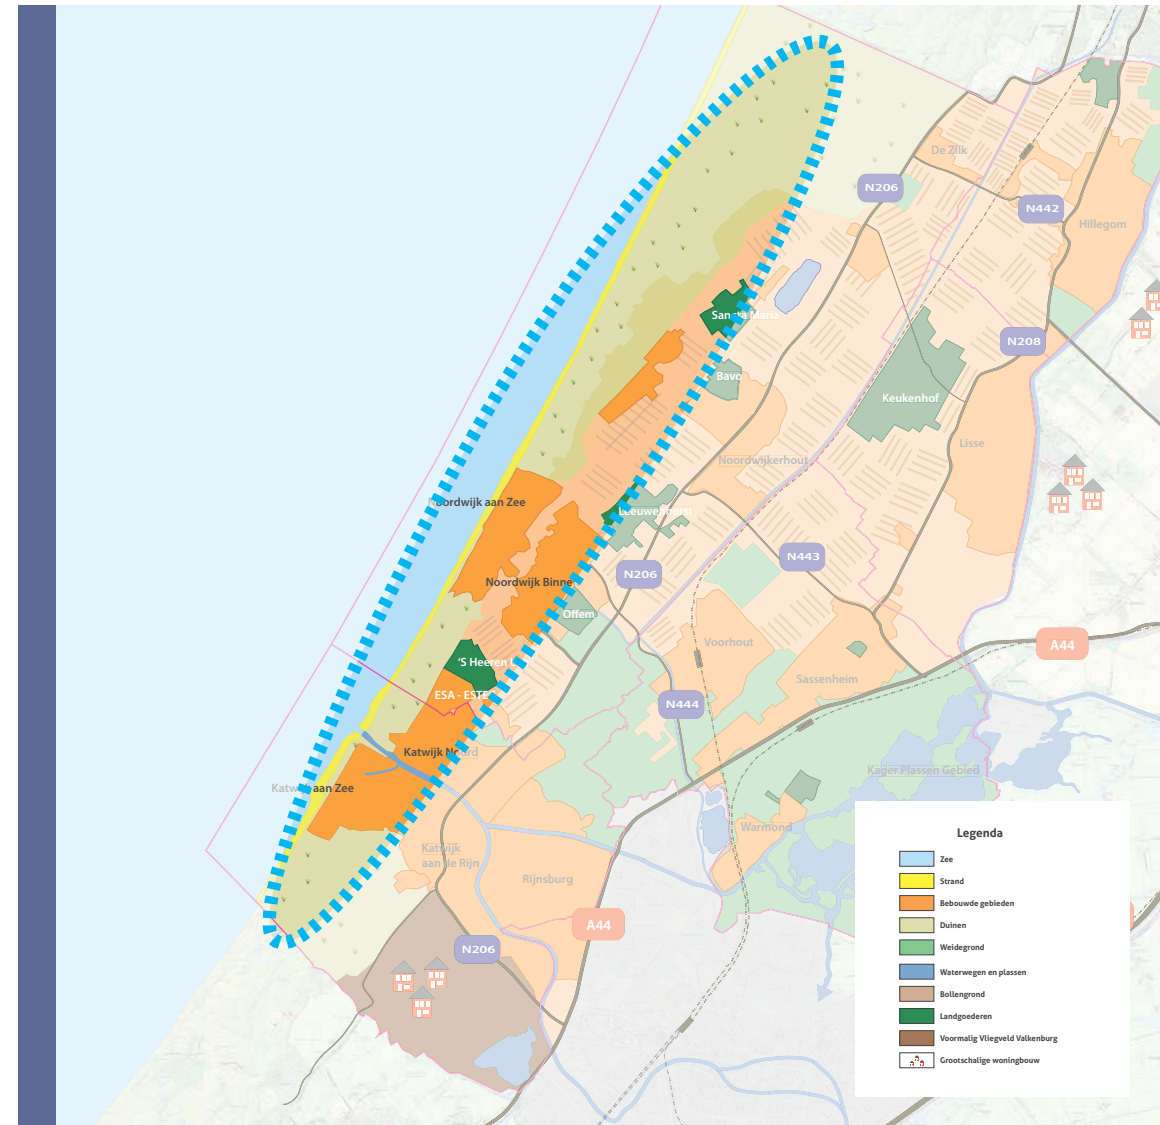 De Zilk
N206
N442
Hillegom
Sancta Maria
N208
Bavo
Keukenhof
Lisse
Noordwijkerhout
Noordwijk aan Zee
Leeuwenhorst
N443
N206
Noordwijk Binne
Offem
Voorhout
A44
'S Heeren L
Sassenheim
ESA - ESTE
N444
Katwijk Noord
Kager Plassen Gebied
Katwijk aan Zee
Warmond
Katwijk
aan de Rijn
Rijnsburg
A44
N206
Legenda
Zee
Strand
Bebouwde gebieden
Duinen
Weidegrond
Waterwegen en plassen
Bollengrond
Landgoederen
Voormalig Vliegveld Valkenburg
Grootschalige woningbouw